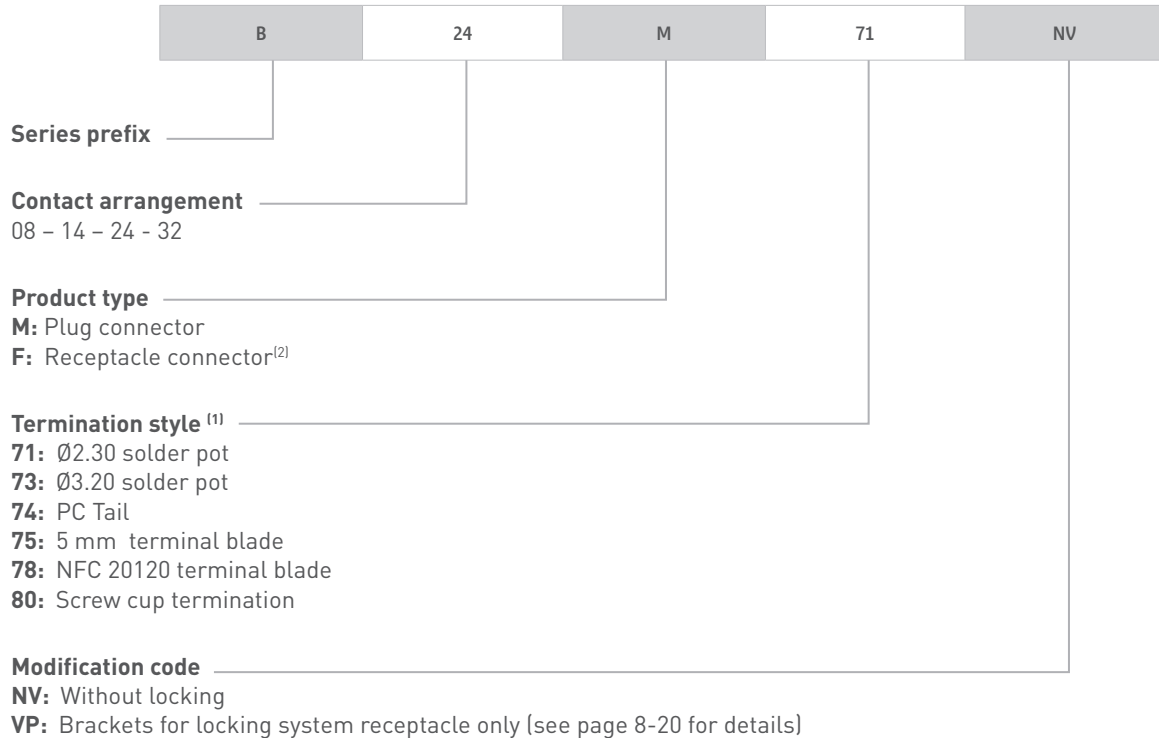 B 24 M 71 NV
Series prefix
Contact arrangement
08 – 14 – 24 - 32
Product type
M: Plug connector
F: Receptacle connector(2)
Termination style (1)
71: Ø2.30 solder pot
73: Ø3.20 solder pot
74: PC Tail
75: 5 mm terminal blade
78: NFC 20120 terminal blade
80: Screw cup termination
Modification code
NV: Without locking
VP: Brackets for locking system receptacle only (see page 8-20 for details)